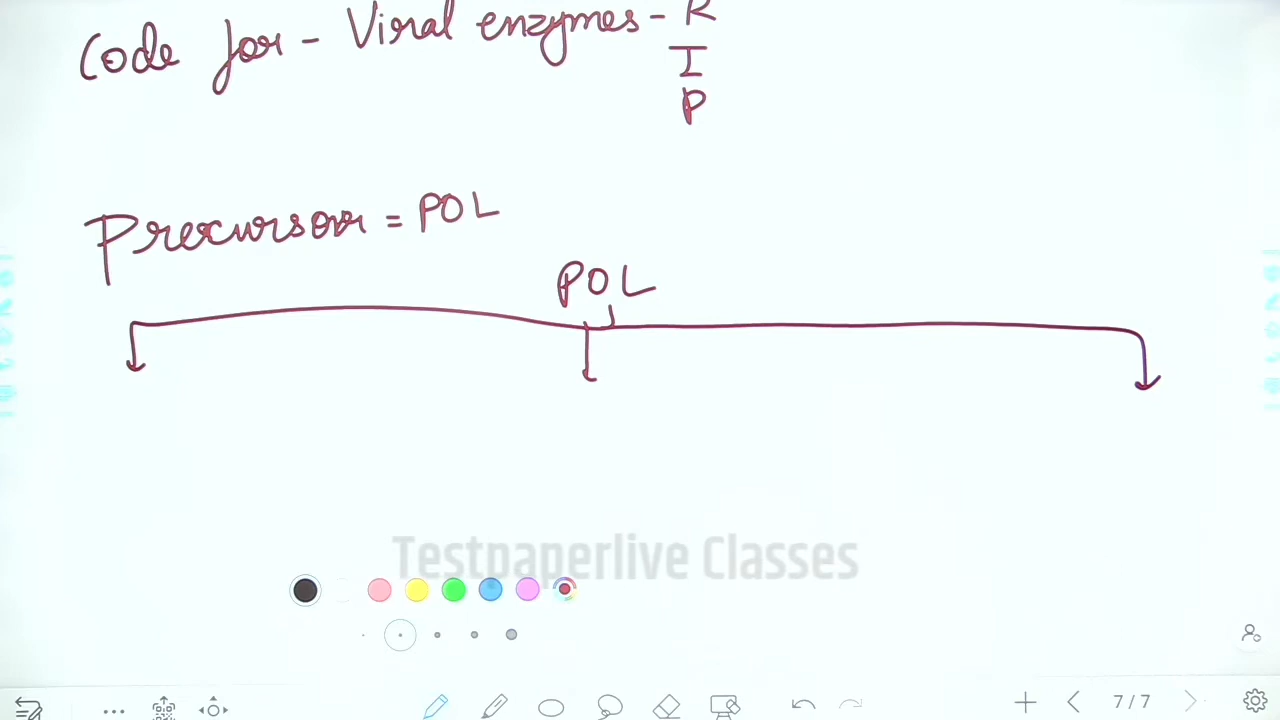 Code for - Viral enzymes - R
I
P
Precursor = POL
POL
Testpaperlive Classes
7/7